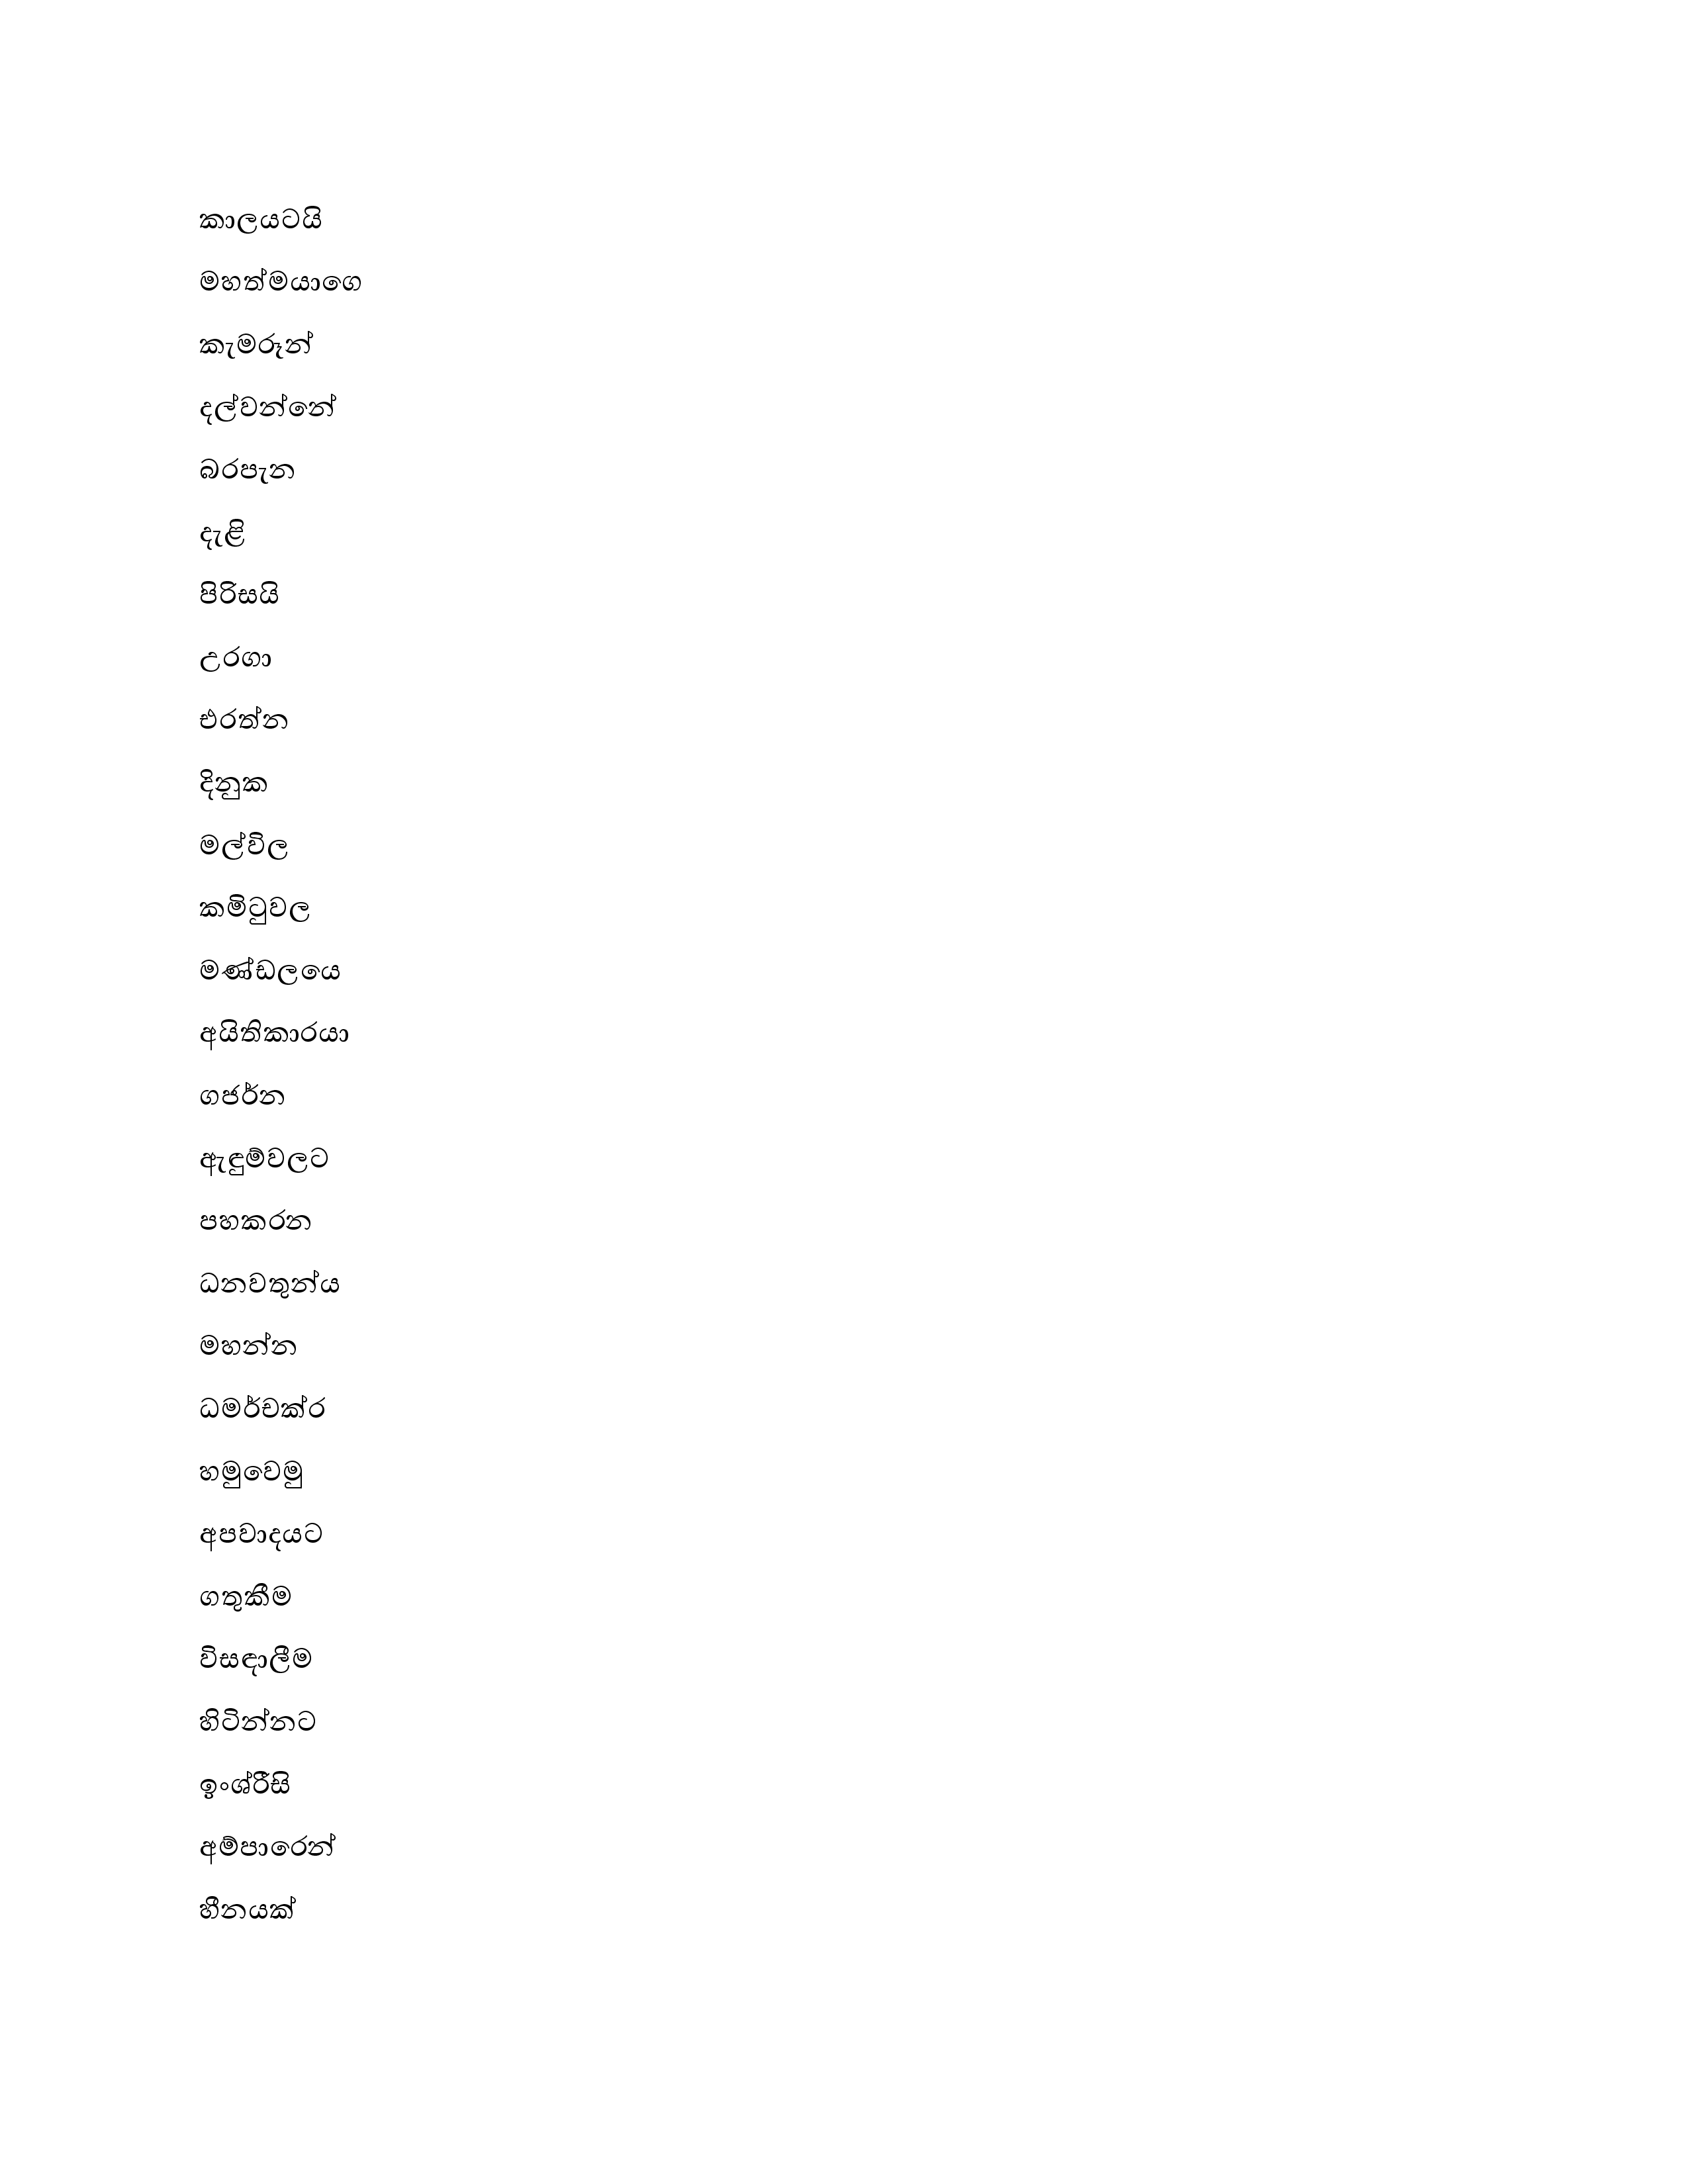 කාලයටයි
මහත්මයාගෙ
කැමරූන්
දල්වන්නේ
බරපැන
දැළි
පිරිසයි
උරගා
එරත්න
දිනුක
මල්විල
කමිටුවල
මණ්ඩලයෙ
අයිතිකාරයා
ගජර්න
ඇඳුම්වලට
පහකරන
ධනවතුන්ය
මහන්න
ධමර්චක්ර
හමුවෙමු
අපවාදයට
ගතුකීම
විසඳාලීම
හිටින්නට
ඉංශ්රීසි
අම්පාරෙන්
හීනයක්